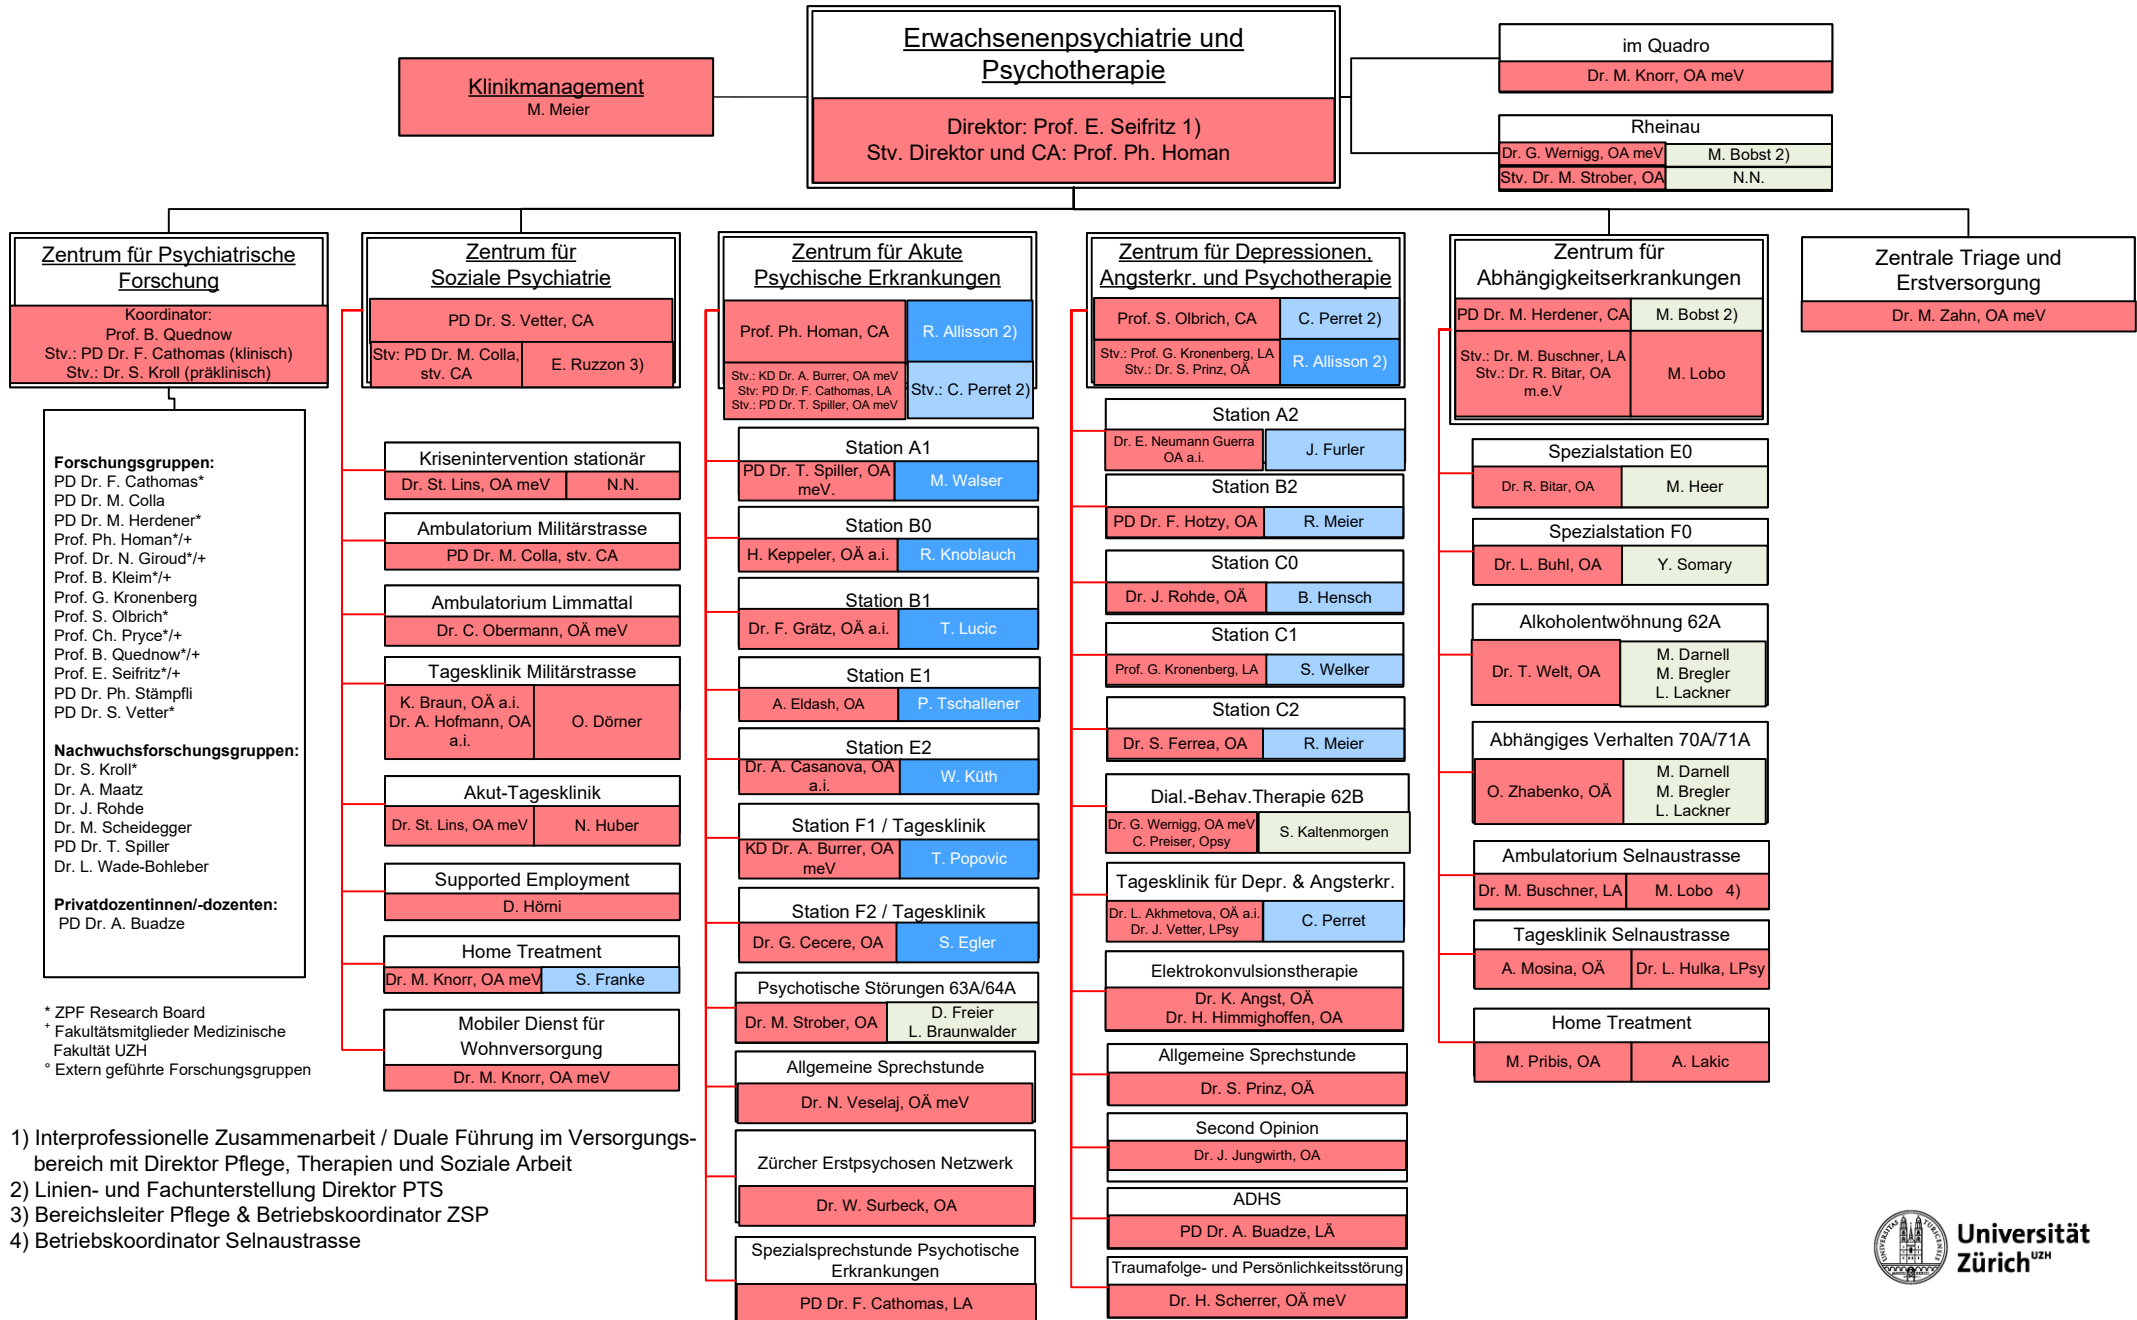 Erwachsenenpsychiatrie und
Psychotherapie
Direktor: Prof. E. Seifritz 1)
Stv. Direktor und CA: Prof. Ph. Homan
Klinikmanagement
M. Meier
im Quadro
Dr. M. Knorr, OA meV
Rheinau
Dr. G. Wernigg, OA meV
M. Bobst 2)
Stv. Dr. M. Strober, OA
N.N.
Zentrum für Psychiatrische
Forschung
Koordinator:
Prof. B. Quednow
Stv.: PD Dr. F. Cathomas (klinisch)
Stv.: Dr. S. Kroll (präklinisch)
Forschungsgruppen:
PD Dr. F. Cathomas*
PD Dr. M. Colla
PD Dr. M. Herdener*
Prof. Ph. Homan*/+
Prof. Dr. N. Giroud*/+
Prof. B. Kleim*/+
Prof. G. Kronenberg
Prof. S. Olbrich*
Prof. Ch. Pryce*/+
Prof. B. Quednow*/+
Prof. E. Seifritz*/+
PD Dr. Ph. Stämpfli
PD Dr. S. Vetter*
Nachwuchsforschungsgruppen:
Dr. S. Kroll*
Dr. A. Maatz
Dr. J. Rohde
Dr. M. Scheidegger
PD Dr. T. Spiller
Dr. L. Wade-Bohleber
Privatdozentinnen/-dozenten:
PD Dr. A. Buadze
* ZPF Research Board
+ Fakultätsmitglieder Medizinische
Fakultät UZH
° Extern geführte Forschungsgruppen
Zentrum für
Soziale Psychiatrie
PD Dr. S. Vetter, CA
Stv: PD Dr. M. Colla,
stv. CA
E. Ruzzon 3)
Krisenintervention stationär
Dr. St. Lins, OA meV
N.N.
Ambulatorium Militärstrasse
PD Dr. M. Colla, stv. CA
Ambulatorium Limmattal
Dr. C. Obermann, OÄ meV
Tagesklinik Militärstrasse
K. Braun, OÄ a.i.
Dr. A. Hofmann, OA
a.i.
O. Dörner
Akut-Tagesklinik
Dr. St. Lins, OA meV
N. Huber
Supported Employment
D. Hörni
Home Treatment
Dr. M. Knorr, OA meV
S. Franke
Mobiler Dienst für
Wohnversorgung
Dr. M. Knorr, OA meV
Zentrum für Akute
Psychische Erkrankungen
Prof. Ph. Homan, CA
R. Allisson 2)
Stv.: KD Dr. A. Burrer, OA meV
Stv: PD Dr. F. Cathomas, LA
Stv.: PD Dr. T. Spiller, OA meV
Stv.: C. Perret 2)
Station A1
PD Dr. T. Spiller, OA
meV.
M. Walser
Station B0
H. Keppeler, OÄ a.i.
R. Knoblauch
Station B1
Dr. F. Grätz, OÄ a.i.
T. Lucic
Station E1
A. Eldash, OA
P. Tschallener
Station E2
Dr. A. Casanova, OA
a.i.
W. Küth
Station F1 / Tagesklinik
KD Dr. A. Burrer, OA
meV
T. Popovic
Station F2 / Tagesklinik
Dr. G. Cecere, OA
S. Egler
Psychotische Störungen 63A/64A
Dr. M. Strober, OA
D. Freier
L. Braunwalder
Allgemeine Sprechstunde
Dr. N. Veselaj, OÄ meV
Zürcher Erstpsychosen Netzwerk
Dr. W. Surbeck, OA
Spezialsprechstunde Psychotische
Erkrankungen
PD Dr. F. Cathomas, LA
Zentrum für Depressionen,
Angsterkr. und Psychotherapie
Prof. S. Olbrich, CA
C. Perret 2)
Stv.: Prof. G. Kronenberg, LA
Stv.: Dr. S. Prinz, OÄ
R. Allisson 2)
Station A2
Dr. E. Neumann Guerra
OA a.i.
J. Furler
Station B2
PD Dr. F. Hotzy, OA
R. Meier
Station C0
Dr. J. Rohde, OÄ
B. Hensch
Station C1
Prof. G. Kronenberg, LA
S. Welker
Station C2
Dr. S. Ferrea, OA
R. Meier
Dial.-Behav.Therapie 62B
Dr. G. Wernigg, OA meV
C. Preiser, Opsy
S. Kaltenmorgen
Tagesklinik für Depr. & Angsterkr.
Dr. L. Akhmetova, OÄ a.i.
Dr. J. Vetter, LPsy
C. Perret
Elektrokonvulsionstherapie
Dr. K. Angst, OÄ
Dr. H. Himmighoffen, OA
Allgemeine Sprechstunde
Dr. S. Prinz, OÄ
Second Opinion
Dr. J. Jungwirth, OA
ADHS
PD Dr. A. Buadze, LÄ
Traumafolge- und Persönlichkeitsstörung
Dr. H. Scherrer, OÄ meV
Zentrum für
Abhängigkeitserkrankungen
PD Dr. M. Herdener, CA
M. Bobst 2)
Stv.: Dr. M. Buschner, LA
Stv.: Dr. R. Bitar, OA
m.e.V
M. Lobo
Spezialstation E0
Dr. R. Bitar, OA
M. Heer
Spezialstation F0
Dr. L. Buhl, OA
Y. Somary
Alkoholentwöhnung 62A
Dr. T. Welt, OA
M. Darnell
M. Bregler
L. Lackner
Abhängiges Verhalten 70A/71A
O. Zhabenko, OÄ
M. Darnell
M. Bregler
L. Lackner
Ambulatorium Selnaustrasse
Dr. M. Buschner, LA
M. Lobo 4)
Tagesklinik Selnaustrasse
A. Mosina, OÄ
Dr. L. Hulka, LPsy
Home Treatment
M. Pribis, OA
A. Lakic
Zentrale Triage und
Erstversorgung
Dr. M. Zahn, OA meV
1) Interprofessionelle Zusammenarbeit / Duale Führung im Versorgungs-
bereich mit Direktor Pflege, Therapien und Soziale Arbeit
2) Linien- und Fachunterstellung Direktor PTS
3) Bereichsleiter Pflege & Betriebskoordinator ZSP
4) Betriebskoordinator Selnaustrasse
Universität
Zürich UZH